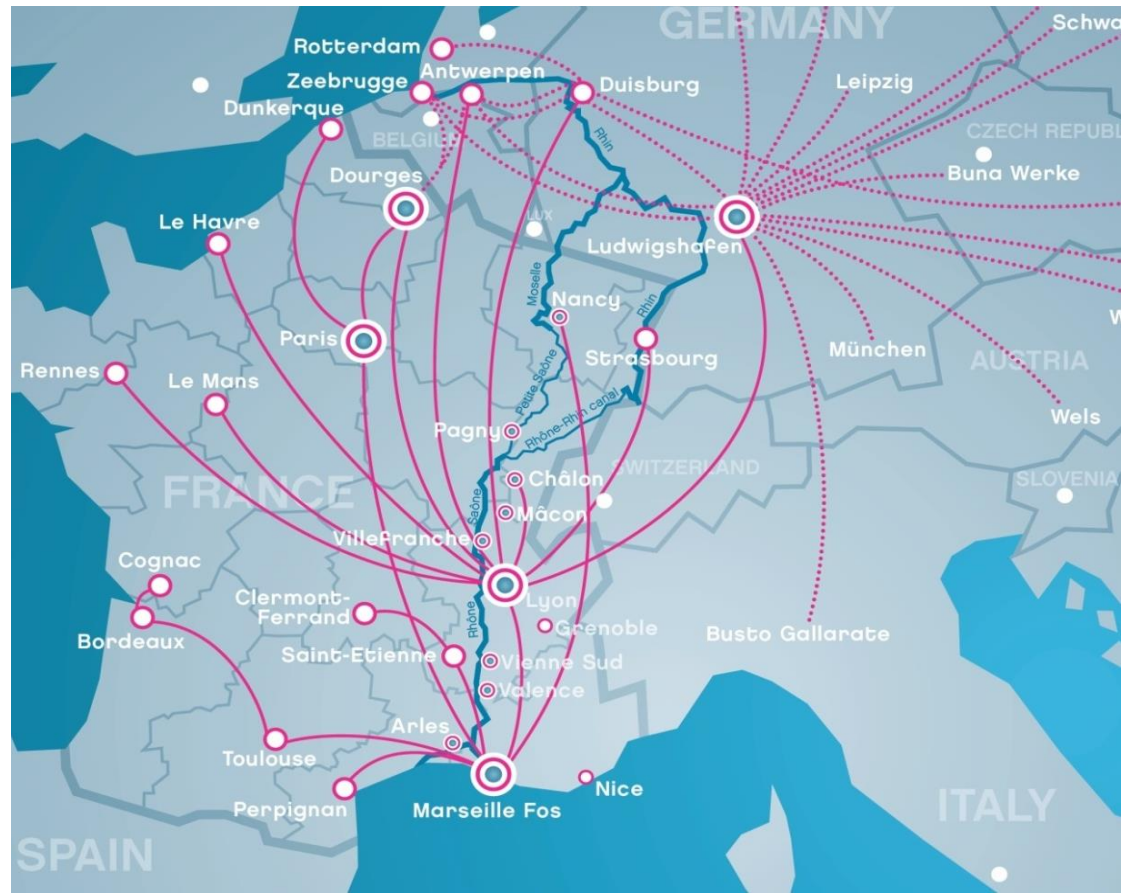 GERMANY
Schwa
Rotterdam
Zeebrugge
Antwerpen
Duisburg
Leipzig
Dunkerque
BELGIE
Rhin
CZECH REPUBL
Buna Werke
Dourges
Le Havre
LUX
Ludwigshafen
Moselle
Nancy
Rhin
W
Paris
Strasbourg
München
AUSTRIA
Rennes
Le Mans
Petite Saône
Wels
Pagny
Rhône-Rhin canal
SWITZERLAND
SLOVENIA
FRANCE
Châlon
Saône
Mâcon
Villefranche
Cognac
Clermont-
Ferrand
Lyon
Bordeaux
Rhône
Grenoble
Busto Gallarate
Saint-Etienne
Vienne Sud
Valence
Arles
Toulouse
Nice
Perpignan
Marseille Fos
ITALY
SPAIN